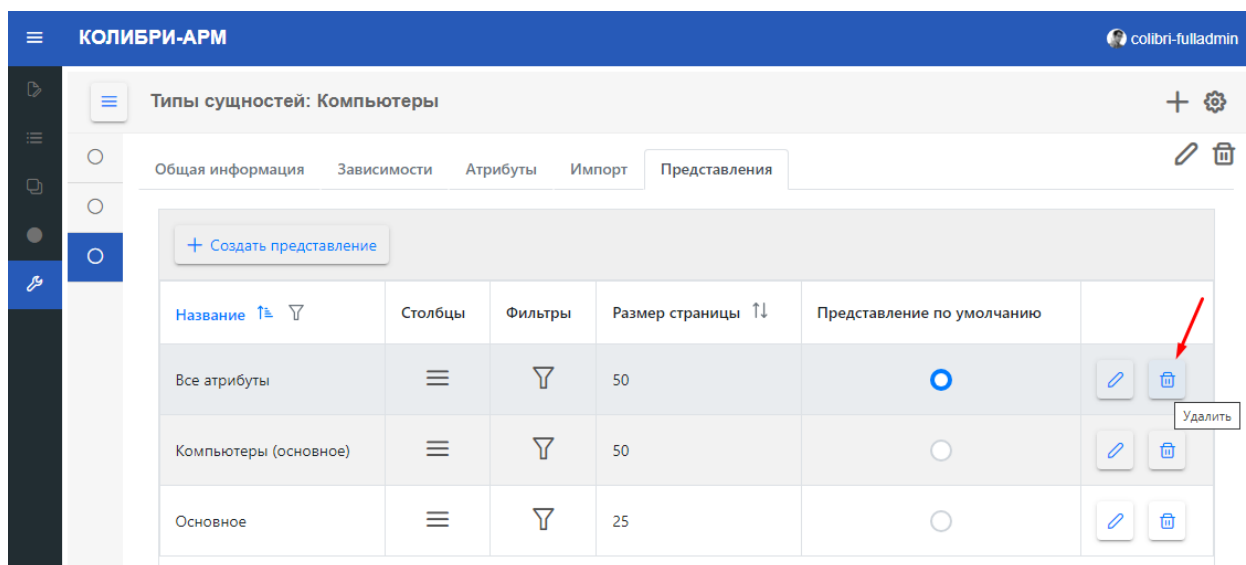 КОЛИБРИ-АРМ
colibri-fulladmin
Типы сущностей: Компьютеры
Общая информация Зависимости Атрибуты Импорт Представления
Создать представление
Название Столбцы Фильтры Размер страницы Представление по умолчанию
Все атрибуты 50
Удалить
Компьютеры (основное) 50
Основное 25